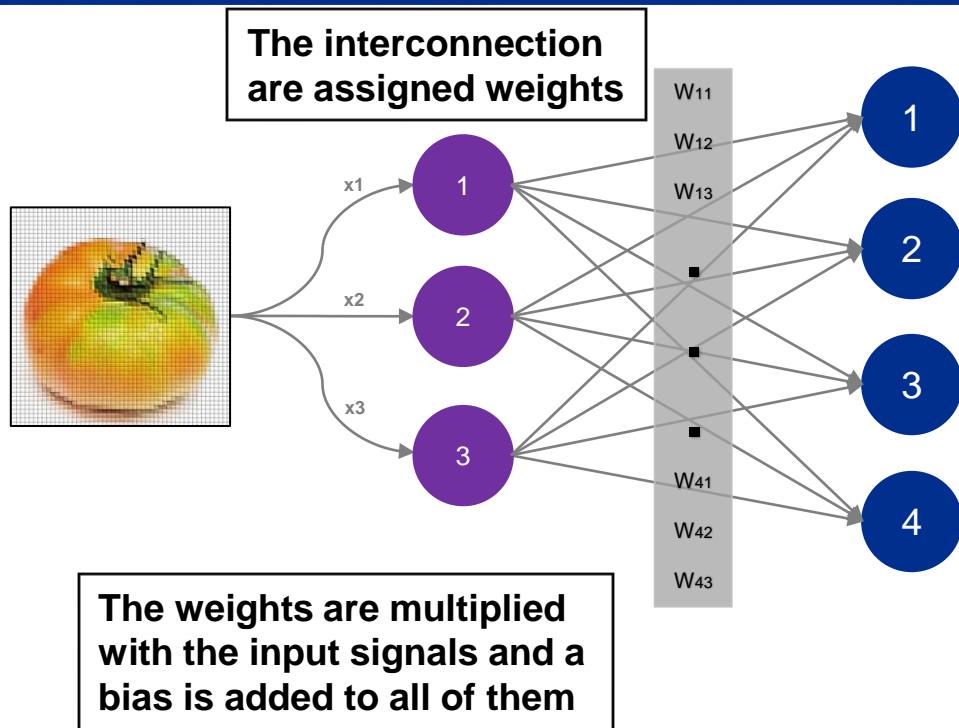 The interconnection
are assigned weights
W11
W12
W13
x1
x2
x3
1
2
3
1
2
3
4
W41
W42
W43
The weights are multiplied
with the input signals and a
bias is added to all of them